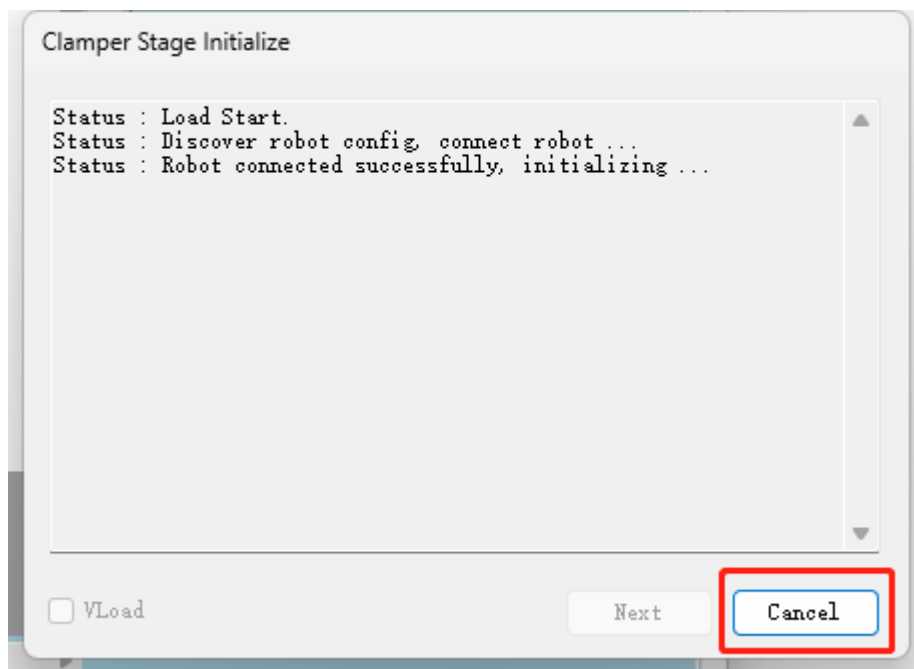 Clamper Stage Initialize
Status : Load Start.
Status : Discover robot config, connect robot ...
Status : Robot connected successfully, initializing ...
VLoad
Next
Cancel